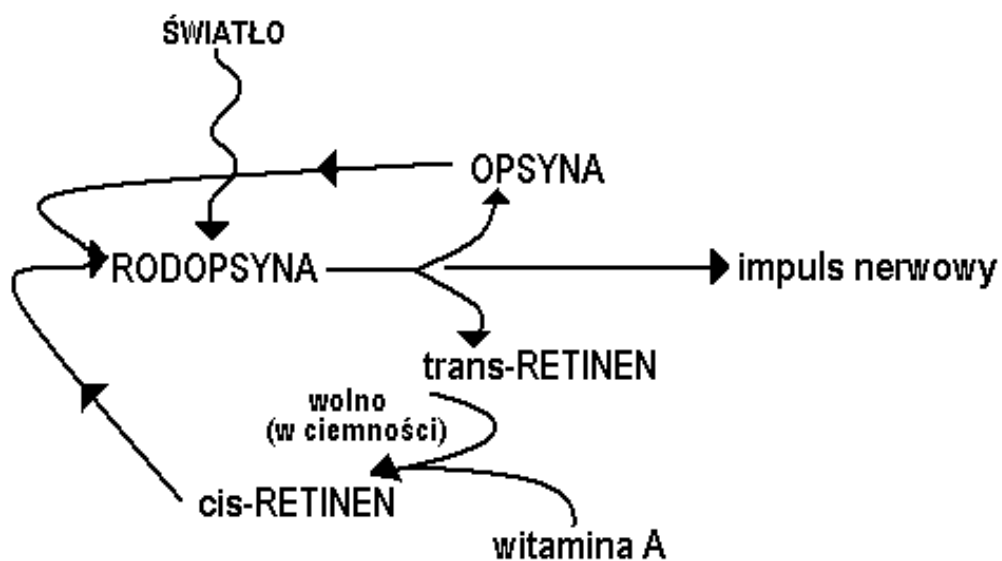 ŚWIATŁO
OPSYNA
RODOPSYNA
impuls nerwowy
trans-RETINEN
wolno
(w ciemności)
cis-RETINEN
witamina A